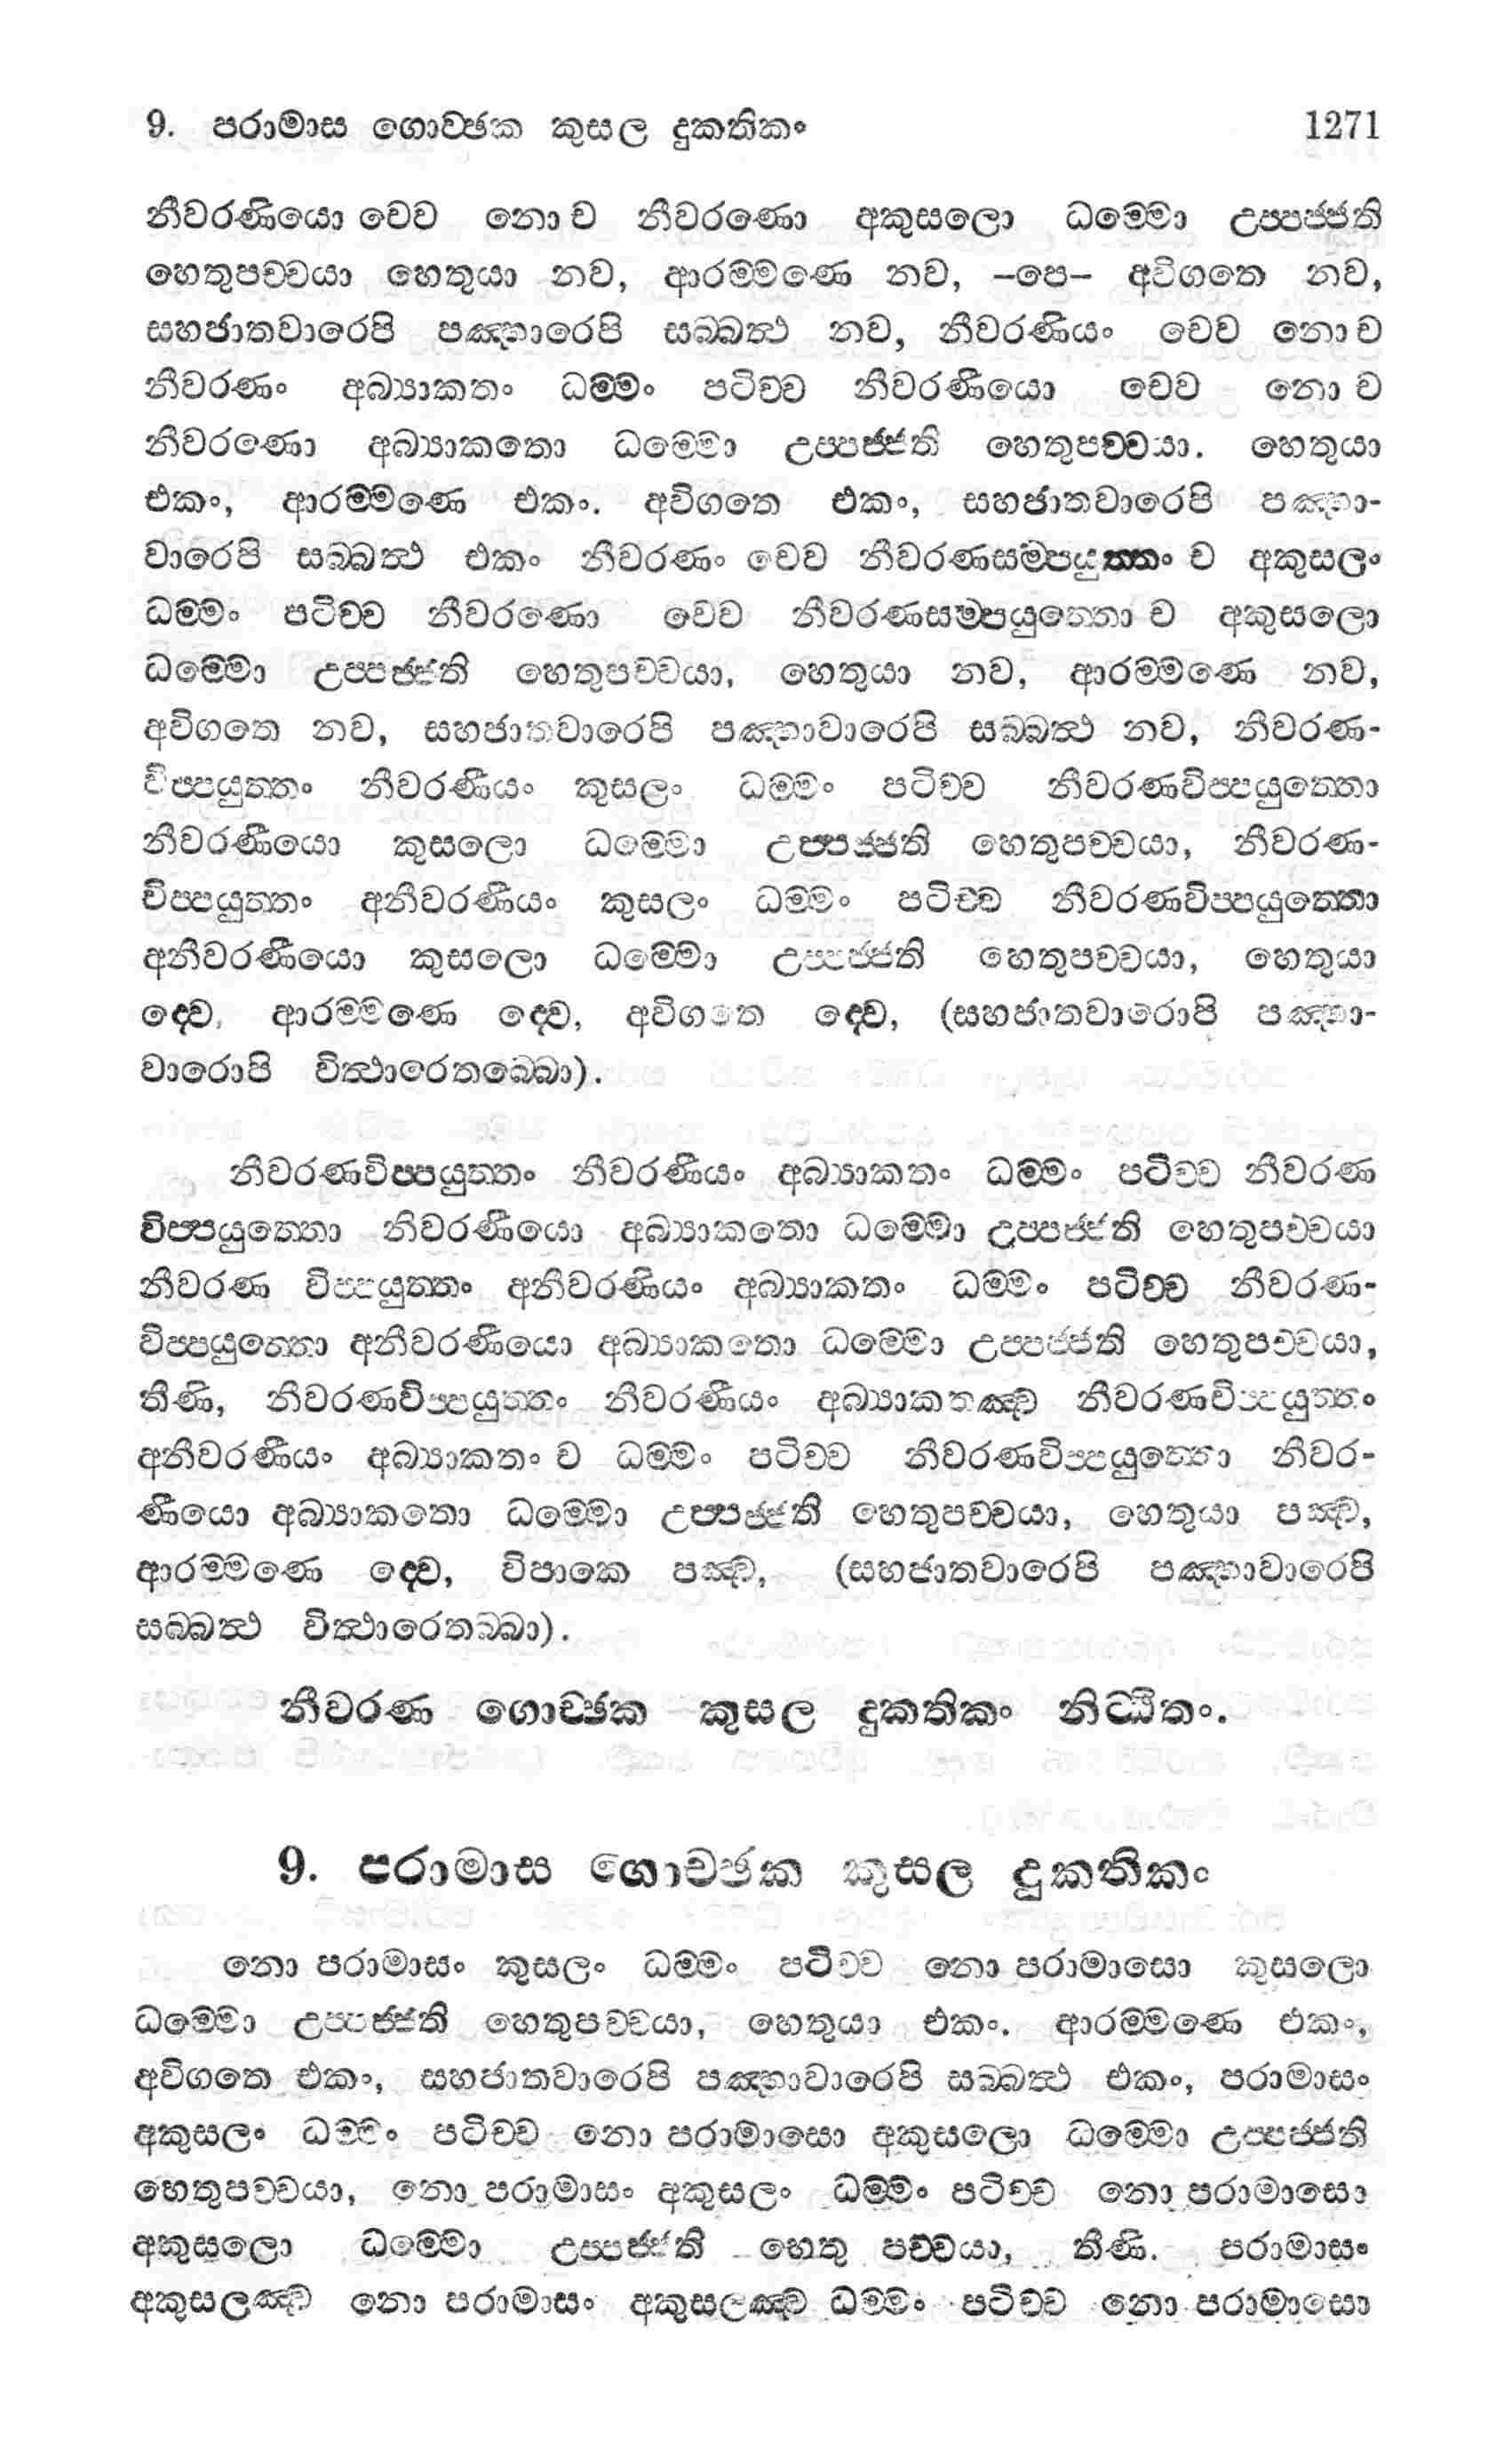 9. පරාමාස ගොච්ඡක කුසල දුකතිකං 1271
නීවරණියො චෙව නො ච නීවරණො අකුසලො ධම්මො උප්පජ්ජති
හෙතුපච්චයා හෙතුයා නව, ආරම්මණෙ නව, –පෙ– අවිගතෙ නව,
සහජාතවාරෙපි පඤ්හාරෙපි සබ්බත්ථ නව, නීවරණියං චෙව නො ච
නීවරණං අබ්‍යාකතං ධම්මං පටිච්ච නීවරණියො චෙව නො ච
නීවරණො අබ්‍යාකතො ධම්මො උප්පජ්ජති හෙතුපච්චයා. හෙතුයා
එකං, ආරම්මණෙ එකං. අවිගතෙ එකං, සහජාතවාරෙපි පඤ්හා-
වාරෙපි සබ්බත්ථ එකං නීවරණං චෙව නීවරණසම්පයුත්තං ච අකුසලං
ධම්මං පටිච්ච නීවරණො චෙව නීවරණසම්පයුත්තො ච අකුසලො
ධම්මො උප්පජ්ජති හෙතුපච්චයා, හෙතුයා නව, ආරම්මණෙ නව,
අවිගතෙ නව, සහජාතවාරෙපි පඤ්හාවාරෙපි සබ්බත්ථ නව, නීවරණ-
විප්පයුත්තං නීවරණීයං කුසලං ධම්මං පටිච්ච නීවරණවිප්පයුත්තො
නීවරණීයො කුසලො ධම්මො උප්පජ්ජති හෙතුපච්චයා, නීවරණ-
විප්පයුත්තං අනීවරණීයං කුසලං ධම්මං පටිච්ච නීවරණවිප්පයුත්තො
අනීවරණීයො කුසලො ධම්මො උප්පජ්ජති හෙතුපච්චයා, හෙතුයා
ද්වෙ, ආරම්මණෙ ද්වෙ, අවිගතෙ ද්වෙ, (සහජාතවාරොපි පඤ්හා-
වාරොපි විත්ථාරෙතබ්බො).
නීවරණවිප්පයුත්තං නීවරණීයං අබ්‍යාකතං ධම්මං පටිච්ච නීවරණ
විප්පයුත්තො නිවරණීයො අබ්‍යාකතො ධම්මො උප්පජ්ජති හෙතුපච්චයා
නීවරණ විප්පයුත්තං අනීවරණියං අබ්‍යාකතං ධම්මං පටිච්ච නීවරණ-
විප්පයුත්තො අනීවරණීයො අබ්‍යාකතො ධම්මො උප්පජ්ජති හෙතුපච්චයා,
තීණි, නීවරණවිප්පයුත්තං නීවරණීයං අබ්‍යාකතඤ්ච නීවරණවිප්පයුත්තං
අනීවරණීයං අබ්‍යාකතං ච ධම්මං පටිච්ච නීවරණවිප්පයුත්තො නීවර-
ණීයො අබ්‍යාකතො ධම්මො උප්පජ්ජති හෙතුපච්චයා, හෙතුයා පඤ්ච,
ආරම්මණෙ ද්වෙ, විපාකෙ පඤ්ච, (සහජාතවාරෙපි පඤ්හාවාරෙපි
සබ්බත්ථ විත්ථාරෙතබ්බා).
නීවරණ ගොච්ඡක කුසල දුකතිකං නිට්ඨිතං.
9. පරාමාස ගොච්ඡක කුසල දුකතිකං
නො පරාමාසං කුසලං ධම්මං පටිච්ච නො පරාමාසො කුසලො
ධම්මො උප්පජ්ජති හෙතුපච්චයා, හෙතුයා එකං. ආරම්මණෙ එකං,
අවිගතෙ එකං, සහජාතවාරෙපි පඤ්හාවාරෙපි සබ්බත්ථ එකං, පරාමාසං
අකුසලං ධම්මං පටිච්ච නො පරාමාසො අකුසලො ධම්මො උප්පජ්ජති
හෙතුපච්චයා, නො පරාමාසං අකුසලං ධම්මං පටිච්ච නො පරාමාසො
අකුසලො ධම්මො උප්පජ්ජති හෙතු පච්චයා, තීණි. පරාමාසං
අකුසලඤ්ච නො පරාමාසං අකුසලඤ්ච ධම්මං පටිච්ච නො පරාමාසො